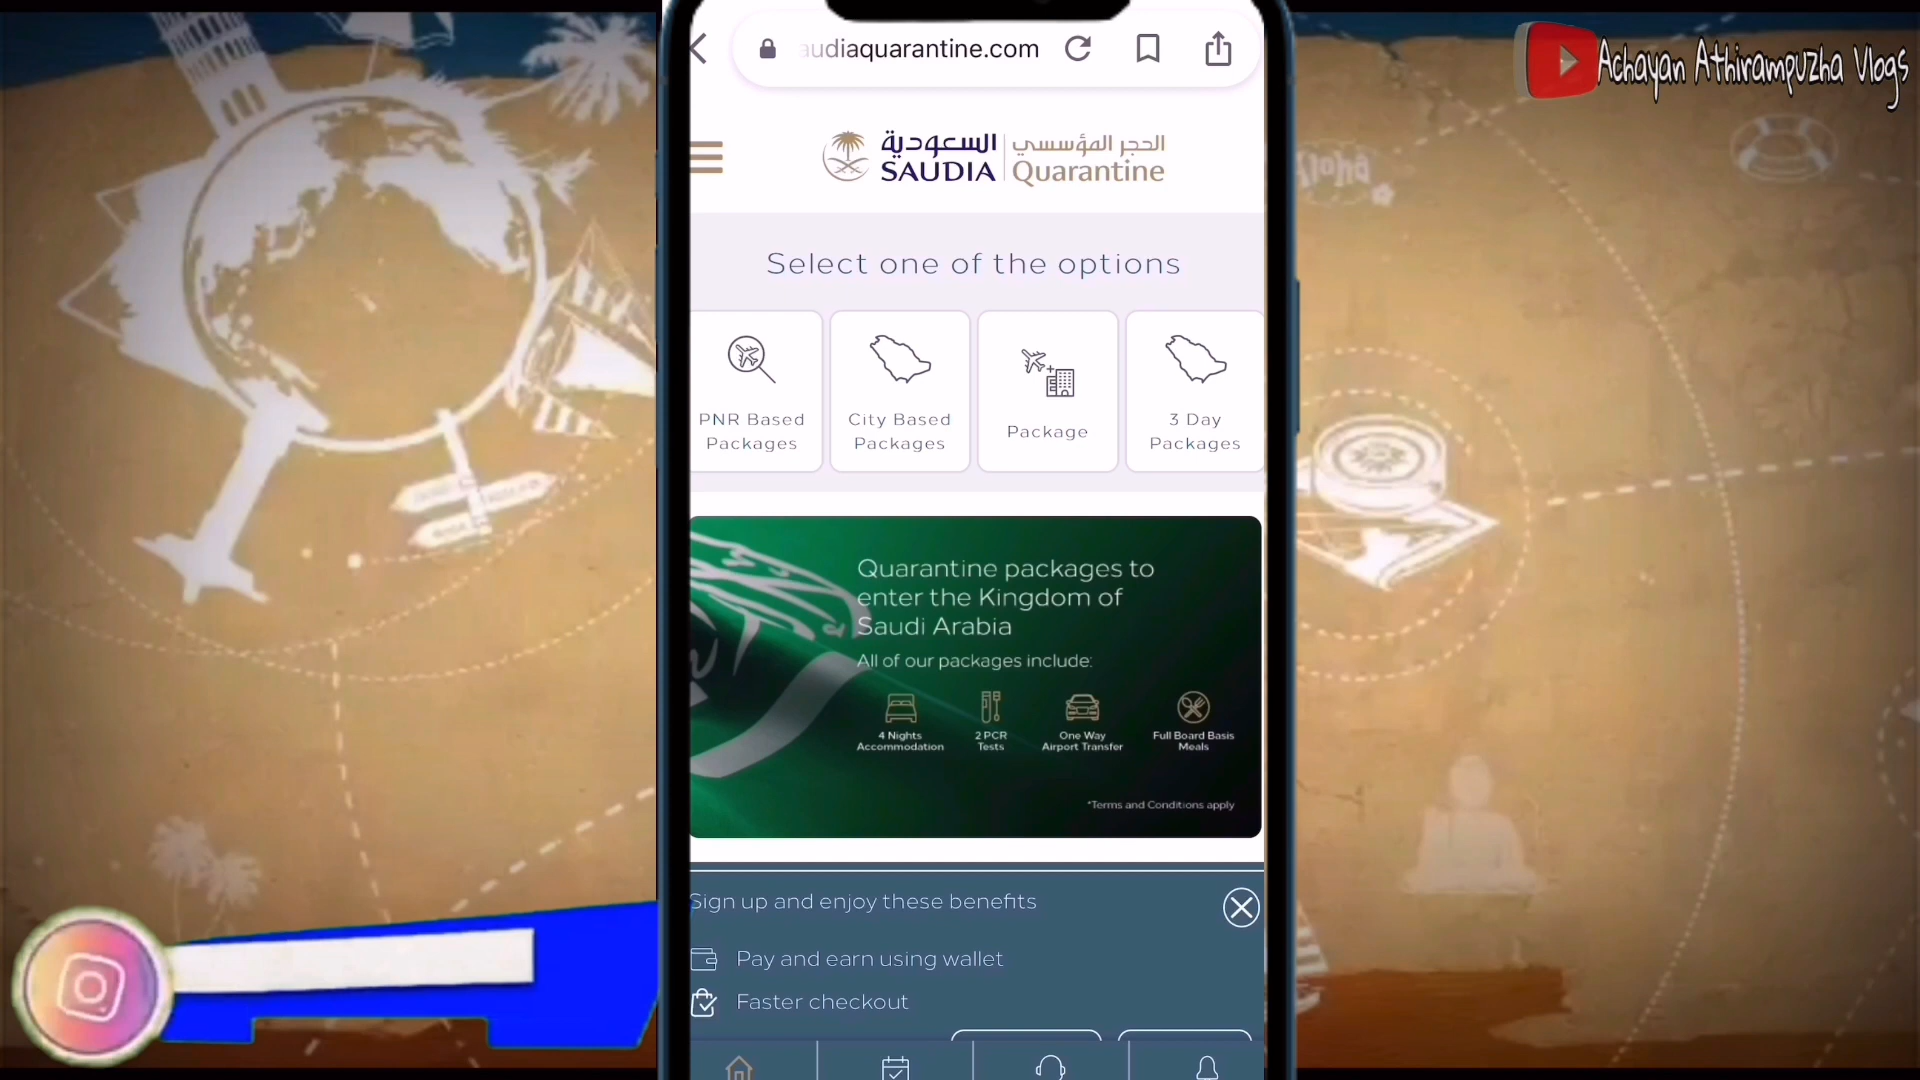 audiaquarantine.com
Achayan Athirampuzha Vlogs
السعودية
SAUDIA
الحجر المؤسسي
Quarantine
Aloha
Select one of the options
PNR Based
Packages
City Based
Packages
Package
3 Day
Packages
Quarantine packages to
enter the Kingdom of
Saudi Arabia
All of our packages include:
4 Nights
Accommodation
2 PCR
Tests
One Way
Airport Transfer
Full Board Basis
Meals
*Terms and Conditions apply
Sign up and enjoy these benefits
Pay and earn using wallet
Faster checkout